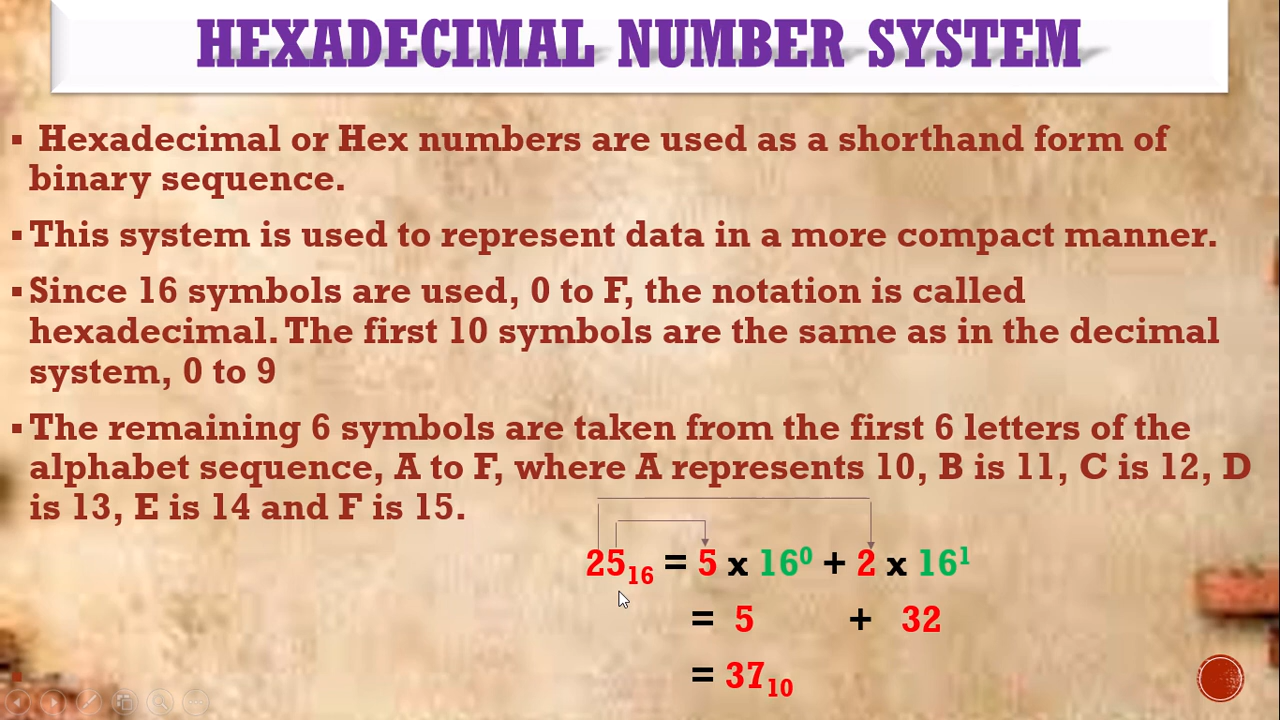 HEXADECIMAL NUMBER SYSTEM
▪ Hexadecimal or Hex numbers are used as a shorthand form of
binary sequence.
▪ This system is used to represent data in a more compact manner.
▪ Since 16 symbols are used, 0 to F, the notation is called
hexadecimal. The first 10 symbols are the same as in the decimal
system, 0 to 9
▪ The remaining 6 symbols are taken from the first 6 letters of the
alphabet sequence, A to F, where A represents 10, B is 11, C is 12, D
is 13, E is 14 and F is 15.
25₁₆ = 5 x 16⁰ + 2 x 16¹
= 5 + 32
= 37₁₀